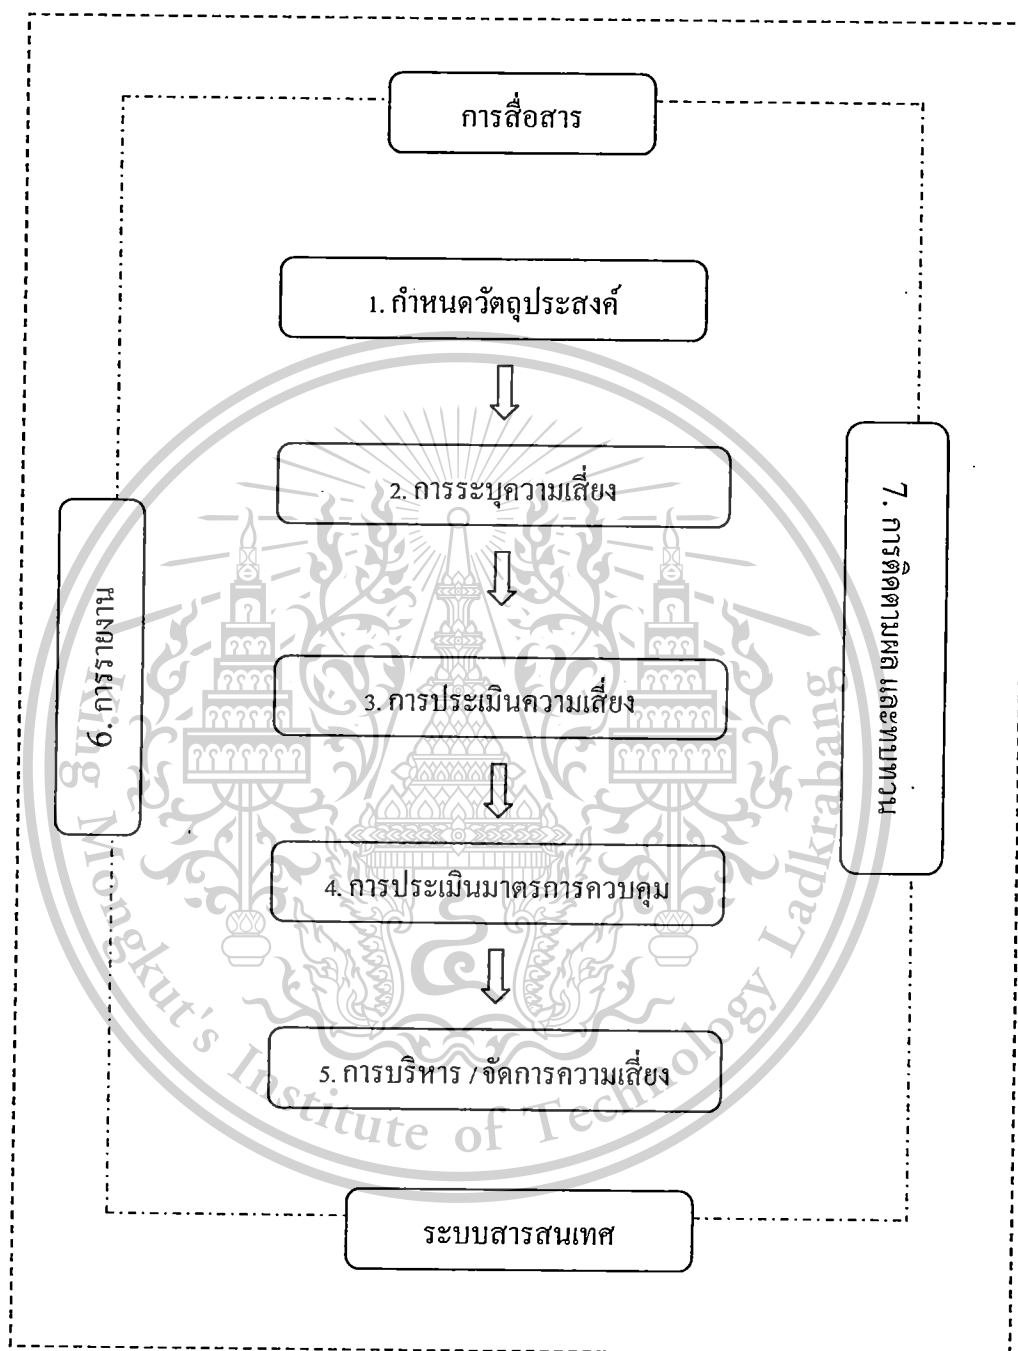 การสื่อสาร
1. กำหนดวัตถุประสงค์
2. การระบุความเสี่ยง
3. การประเมินความเสี่ยง
4. การประเมินมาตรการควบคุม
5. การบริหาร / จัดการความเสี่ยง
6. การรายงาน
7. การติดตามผล และทบทวน
ระบบสารสนเทศ
King Mongkut's Institute of Technology Ladkrabang